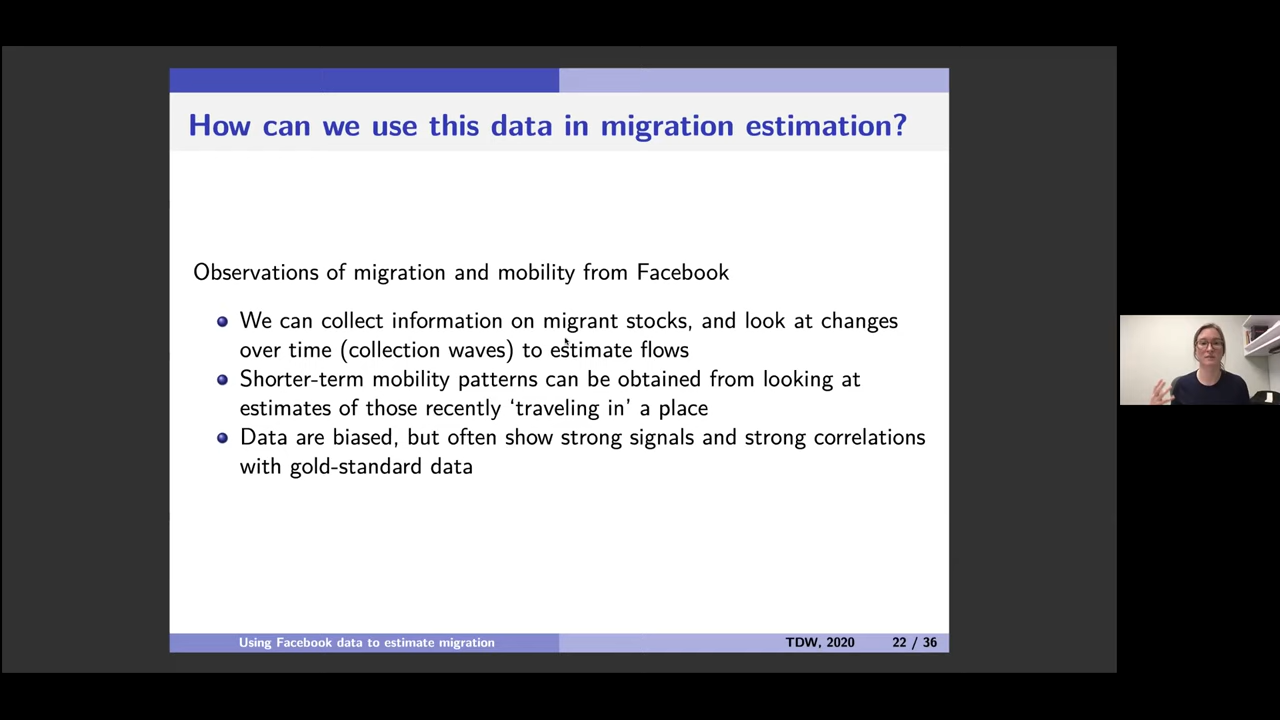 How can we use this data in migration estimation?
Observations of migration and mobility from Facebook
We can collect information on migrant stocks, and look at changes
over time (collection waves) to estimate flows
Shorter-term mobility patterns can be obtained from looking at
estimates of those recently ‘traveling in’ a place
Data are biased, but often show strong signals and strong correlations
with gold-standard data
Using Facebook data to estimate migration
TDW, 2020 22 / 36